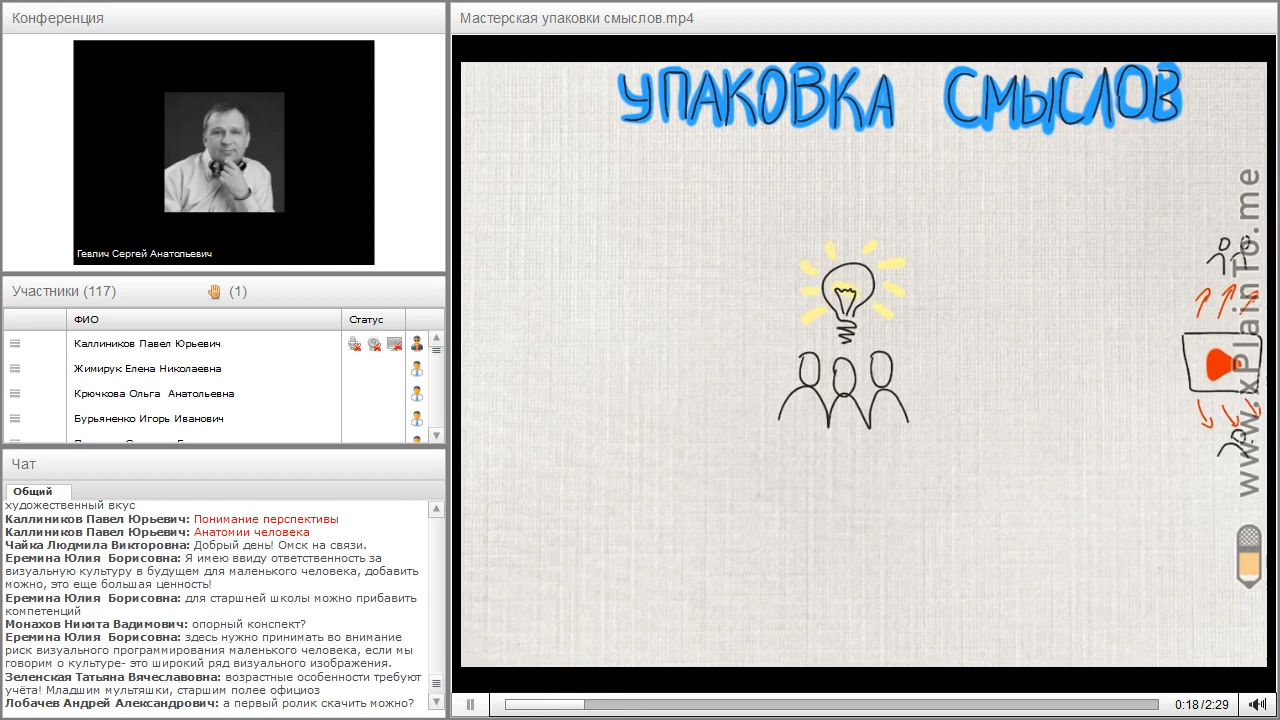 Конференция
Гевлич Сергей Анатольевич
Участники (117)
(1)
ФИО
Статус
Каллиников Павел Юрьевич
Жимирук Елена Николаевна
Крючкова Ольга Анатольевна
Бурьяненко Игорь Иванович
Чат
Общий
художественный вкус
Каллиников Павел Юрьевич: Понимание перспективы
Каллиников Павел Юрьевич: Анатомии человека
Чайка Людмила Викторовна: Добрый день! Омск на связи.
Еремина Юлия Борисовна: Я имею ввиду ответственность за
визуальную культуру в будущем для маленького человека, добавить
можно, это еще большая ценность!
Еремина Юлия Борисовна: для старшней школы можно прибавить
компетенций
Монахов Никита Вадимович: опорный конспект?
Еремина Юлия Борисовна: здесь нужно принимать во внимание
риск визуального программирования маленького человека, если мы
говорим о культуре- это широкий ряд визуального изображения.
Зеленская Татьяна Вячеславовна: возрастные особенности требуют
учёта! Младшим мультяшки старшим полее официоз
Лобачев Андрей Александрович: а первый ролик скачить можно?
Мастерская упаковки смыслов.mp4
УПАКОВКА СМЫСЛОВ
www.xPlainTo.me
0:18 / 2:29